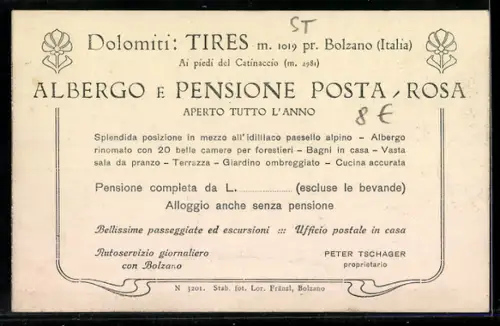 ST
Dolomiti: TIRES m. 1019 pr. Bolzano (Italia)
Ai piedi del Catinaccio (m. 2981)
ALBERGO E PENSIONE POSTA-ROSA
APERTO TUTTO L'ANNO
8 €
Splendida posizione in mezzo all'idilliaco paesello alpino - Albergo
rinomato con 20 belle camere per forestieri - Bagni in casa - Vasta
sala da pranzo - Terrazza - Giardino ombreggiato - Cucina accurata
Pensione completa da L. .................. (escluse le bevande)
Alloggio anche senza pensione
Bellissime passeggiate ed escursioni ::: Ufficio postale in casa
Autoservizio giornaliero
con Bolzano
PETER TSCHAGER
proprietario
N 3201. Stab. fot. Lor. Fränzl, Bolzano